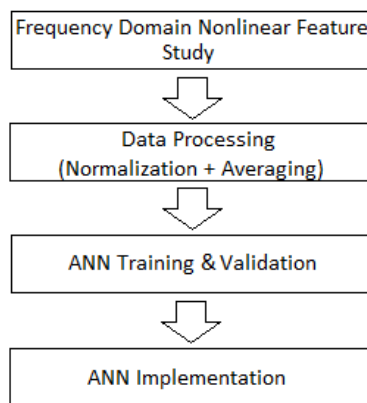 Frequency Domain Nonlinear Feature
Study
Data Processing
(Normalization + Averaging)
ANN Training & Validation
ANN Implementation